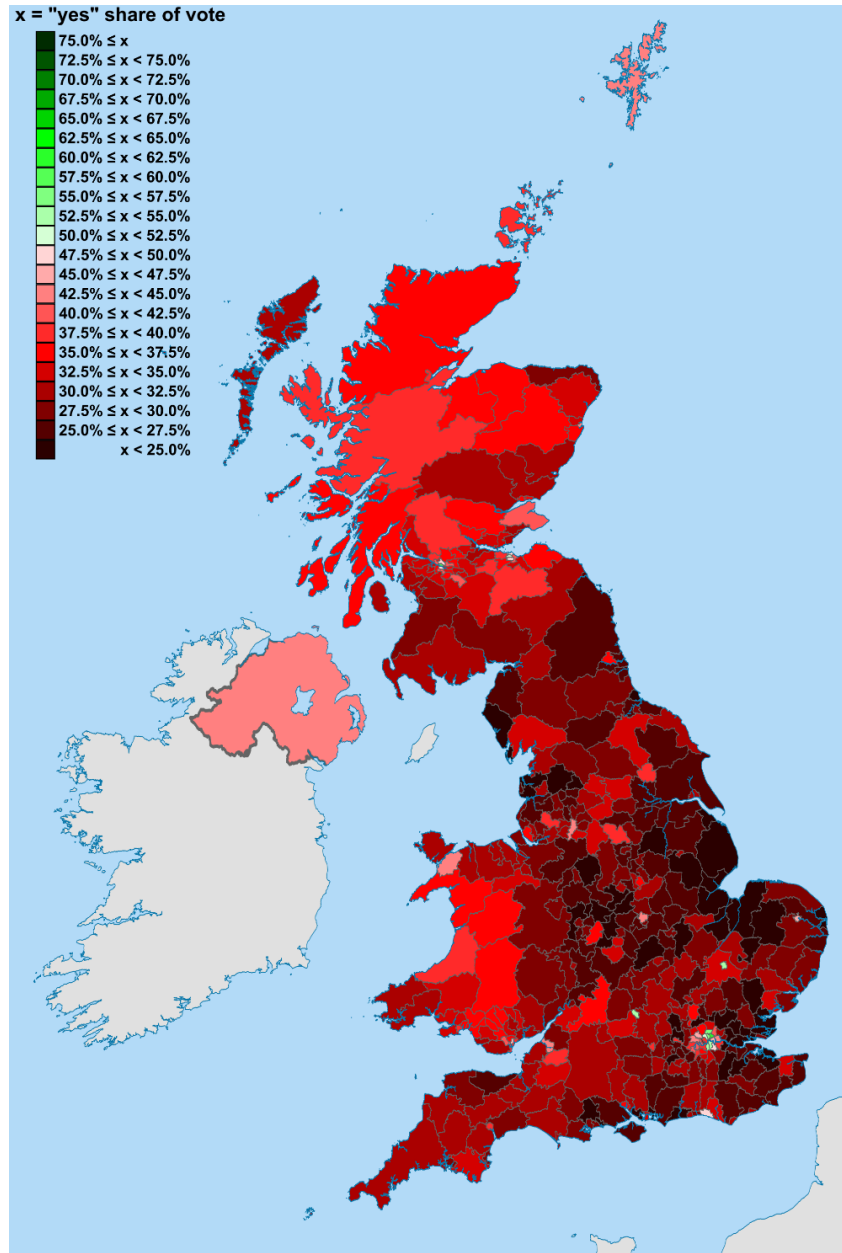 x = "yes" share of vote
75.0% ≤ x
72.5% ≤ x < 75.0%
70.0% ≤ x < 72.5%
67.5% ≤ x < 70.0%
65.0% ≤ x < 67.5%
62.5% ≤ x < 65.0%
60.0% ≤ x < 62.5%
57.5% ≤ x < 60.0%
55.0% ≤ x < 57.5%
52.5% ≤ x < 55.0%
50.0% ≤ x < 52.5%
47.5% ≤ x < 50.0%
45.0% ≤ x < 47.5%
42.5% ≤ x < 45.0%
40.0% ≤ x < 42.5%
37.5% ≤ x < 40.0%
35.0% ≤ x < 37.5%
32.5% ≤ x < 35.0%
30.0% ≤ x < 32.5%
27.5% ≤ x < 30.0%
25.0% ≤ x < 27.5%
x < 25.0%